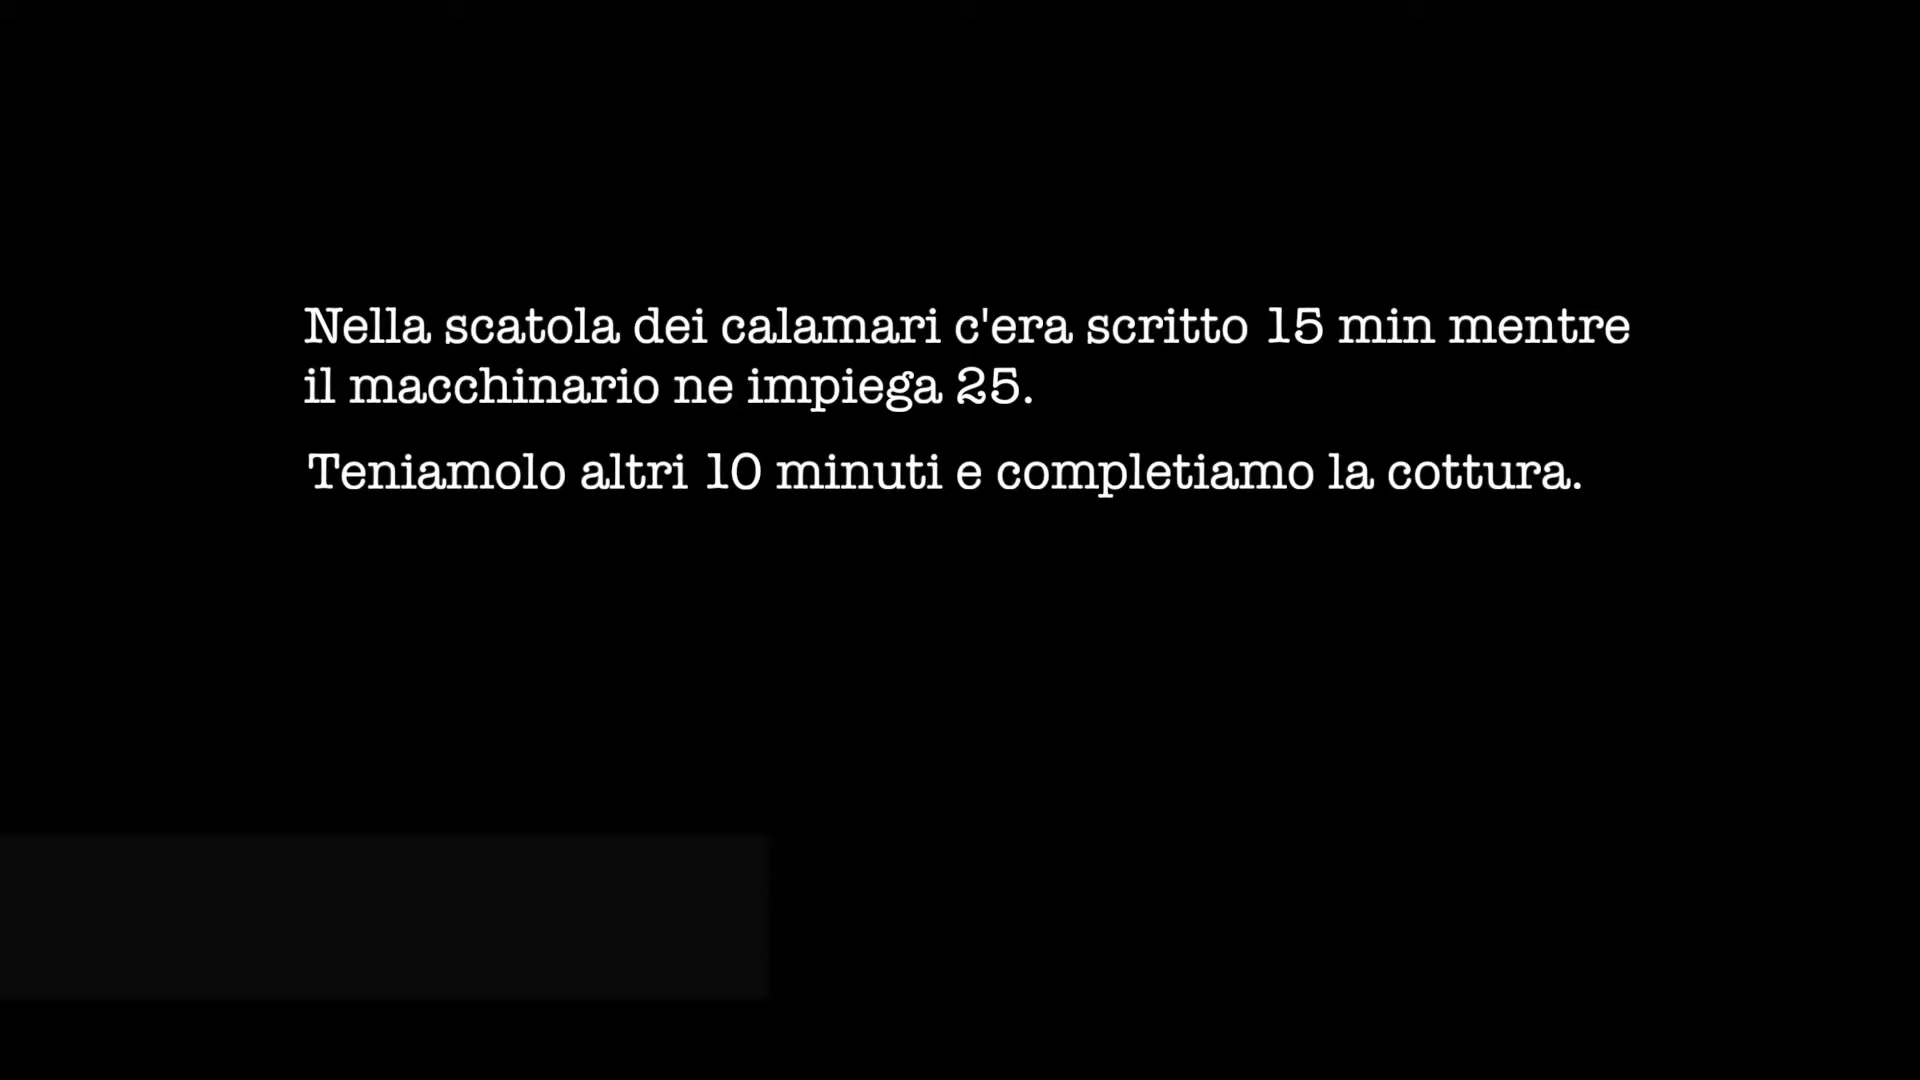 Nella scatola dei calamari c'era scritto 15 min mentre
il macchinario ne impiega 25.
Teniamolo altri 10 minuti e completiamo la cottura.